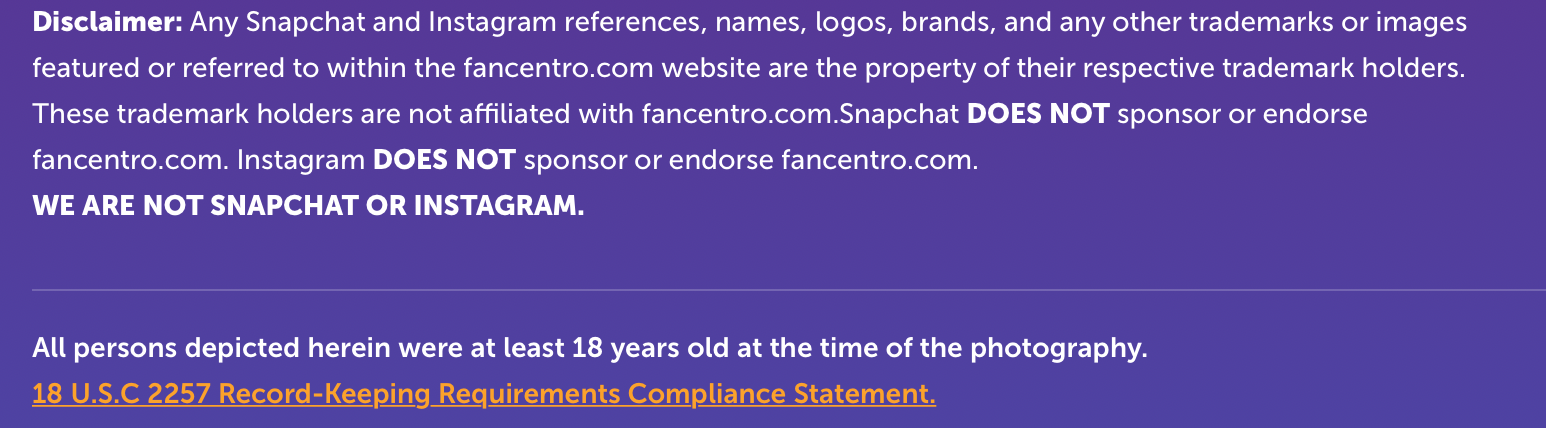 Disclaimer: Any Snapchat and Instagram references, names, logos, brands, and any other trademarks or images
featured or referred to within the fancentro.com website are the property of their respective trademark holders.
These trademark holders are not affiliated with fancentro.com.Snapchat DOES NOT sponsor or endorse
fancentro.com. Instagram DOES NOT sponsor or endorse fancentro.com.
WE ARE NOT SNAPCHAT OR INSTAGRAM.
All persons depicted herein were at least 18 years old at the time of the photography.
18 U.S.C 2257 Record-Keeping Requirements Compliance Statement.